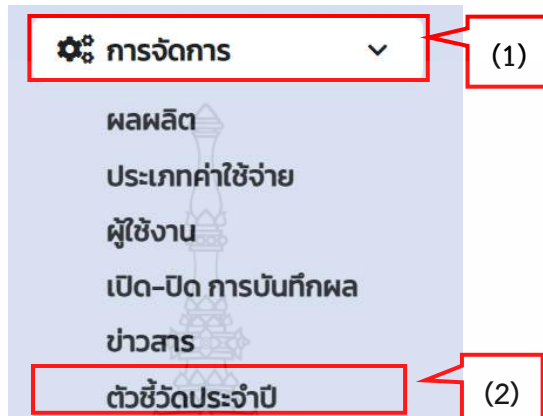 การจัดการ (1)
ผลผลิต
ประเภทค่าใช้จ่าย
ผู้ใช้งาน
เปิด-ปิด การบันทึกผล
ข่าวสาร
ตัวชี้วัดประจำปี (2)